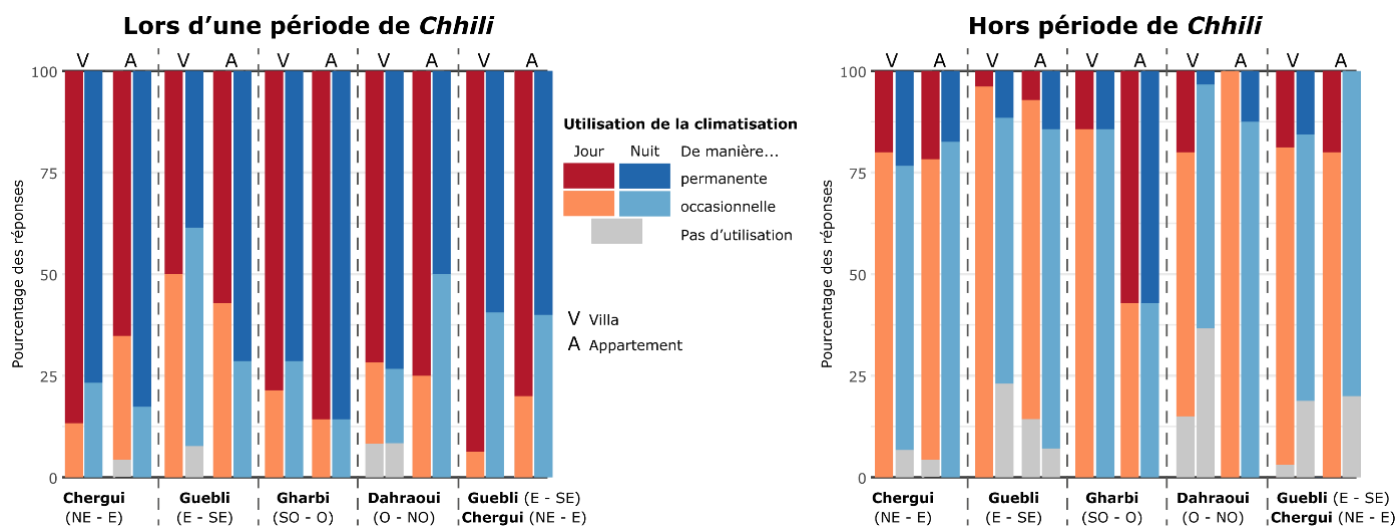 Lors d'une période de Chhili
V A V A V A V A V A
100
75
50
25
0
Pourcentage des réponses
Chergui
(NE - E)
Guebli
(E - SE)
Gharbi
(SO - O)
Dahraoui
(O - NO)
Guebli (E - SE)
Chergui (NE - E)
Utilisation de la climatisation
Jour Nuit De manière...
permanente
occasionnelle
Pas d'utilisation
V Villa
A Appartement
Hors période de Chhili
V A V A V A V A V A
100
75
50
25
0
Pourcentage des réponses
Chergui
(NE - E)
Guebli
(E - SE)
Gharbi
(SO - O)
Dahraoui
(O - NO)
Guebli (E - SE)
Chergui (NE - E)